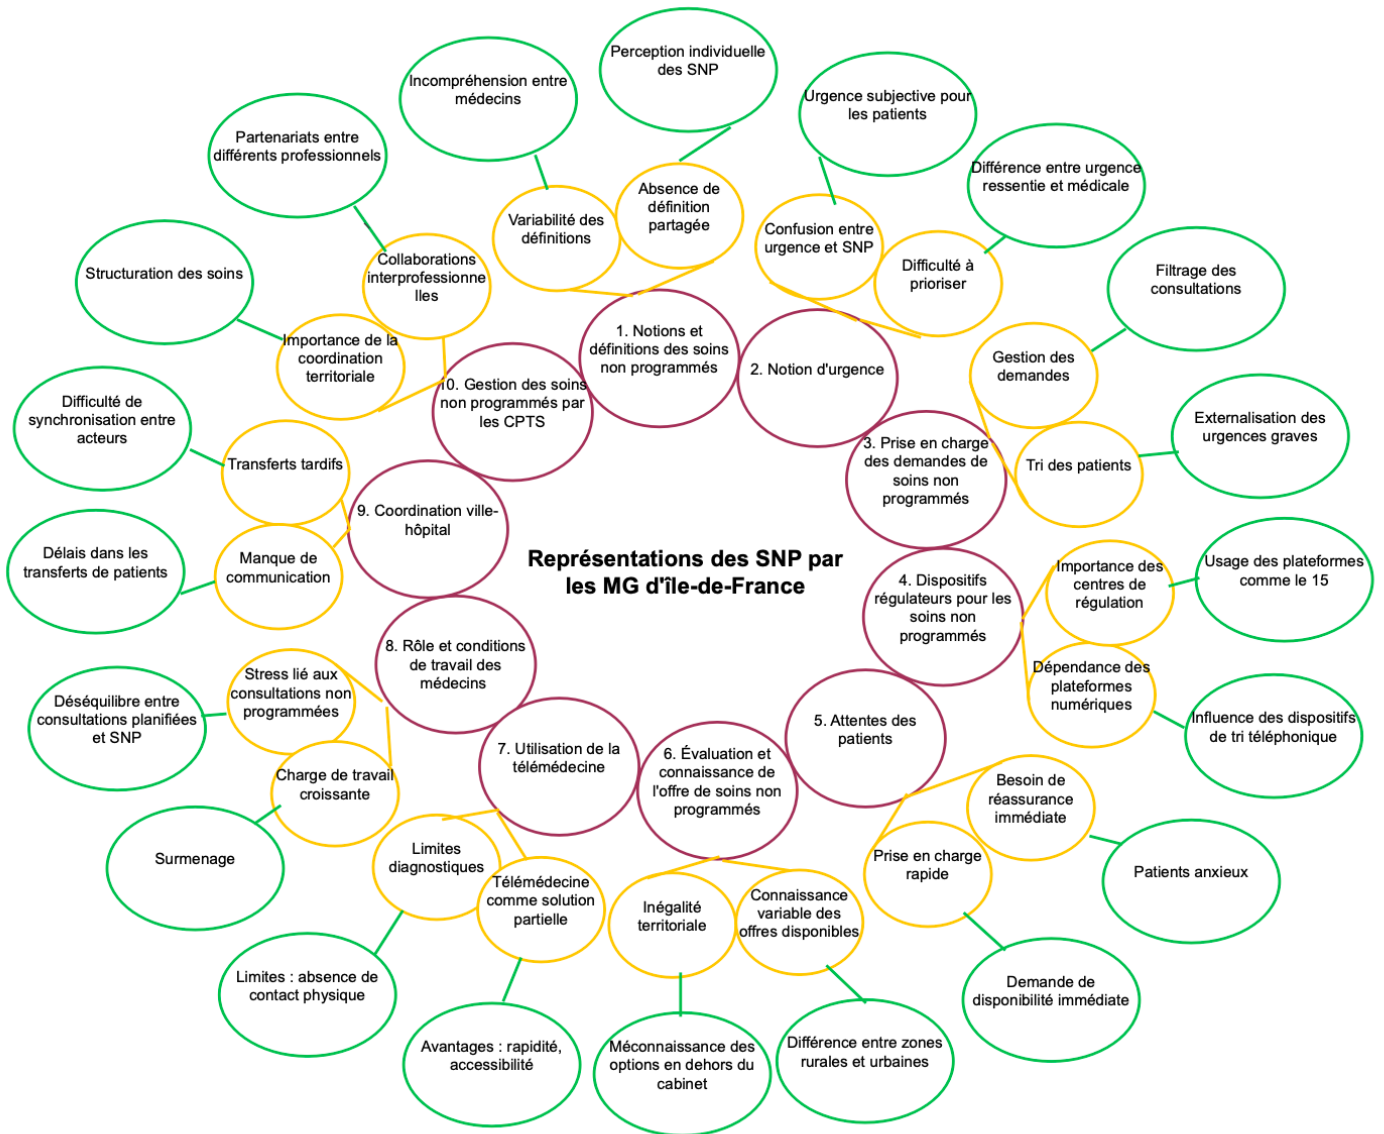 Perception individuelle
des SNP
Incompréhension entre
médecins
Urgence subjective pour
les patients
Partenariats entre
différents professionnels
Différence entre urgence
ressentie et médicale
Absence de
définition
partagée
Variabilité des
définitions
Confusion entre
urgence et SNP
Collaborations
interprofessionne
lles
Difficulté à
prioriser
Structuration des soins
Filtrage des
consultations
Importance de la
coordination
territoriale
1. Notions et
définitions des soins
non programmés
2. Notion d'urgence
Gestion des
demandes
10. Gestion des soins
non programmés par
les CPTS
Difficulté de
synchronisation entre
acteurs
Externalisation des
urgences graves
Transferts tardifs
3. Prise en charge
des demandes de
soins non
programmés
Tri des patients
9. Coordination ville-
hôpital
Délais dans les
transferts de patients
Manque de
communication
Représentations des SNP par
les MG d'île-de-France
4. Dispositifs
régulateurs pour les
soins non
programmés
Importance des
centres de
régulation
Usage des plateformes
comme le 15
8. Rôle et conditions
de travail des
médecins
Stress lié aux
consultations non
programmées
Dépendance des
plateformes
numériques
Déséquilibre entre
consultations planifiées
et SNP
5. Attentes des
patients
Influence des dispositifs
de tri téléphonique
7. Utilisation de la
télémédecine
6. Évaluation et
connaissance de
l'offre de soins non
programmés
Charge de travail
croissante
Besoin de
réassurance
immédiate
Surmenage
Limites
diagnostiques
Prise en charge
rapide
Patients anxieux
Télémédecine
comme solution
partielle
Inégalité
territoriale
Connaissance
variable des
offres disponibles
Limites : absence de
contact physique
Demande de
disponibilité immédiate
Avantages : rapidité,
accessibilité
Méconnaissance des
options en dehors du
cabinet
Différence entre zones
rurales et urbaines